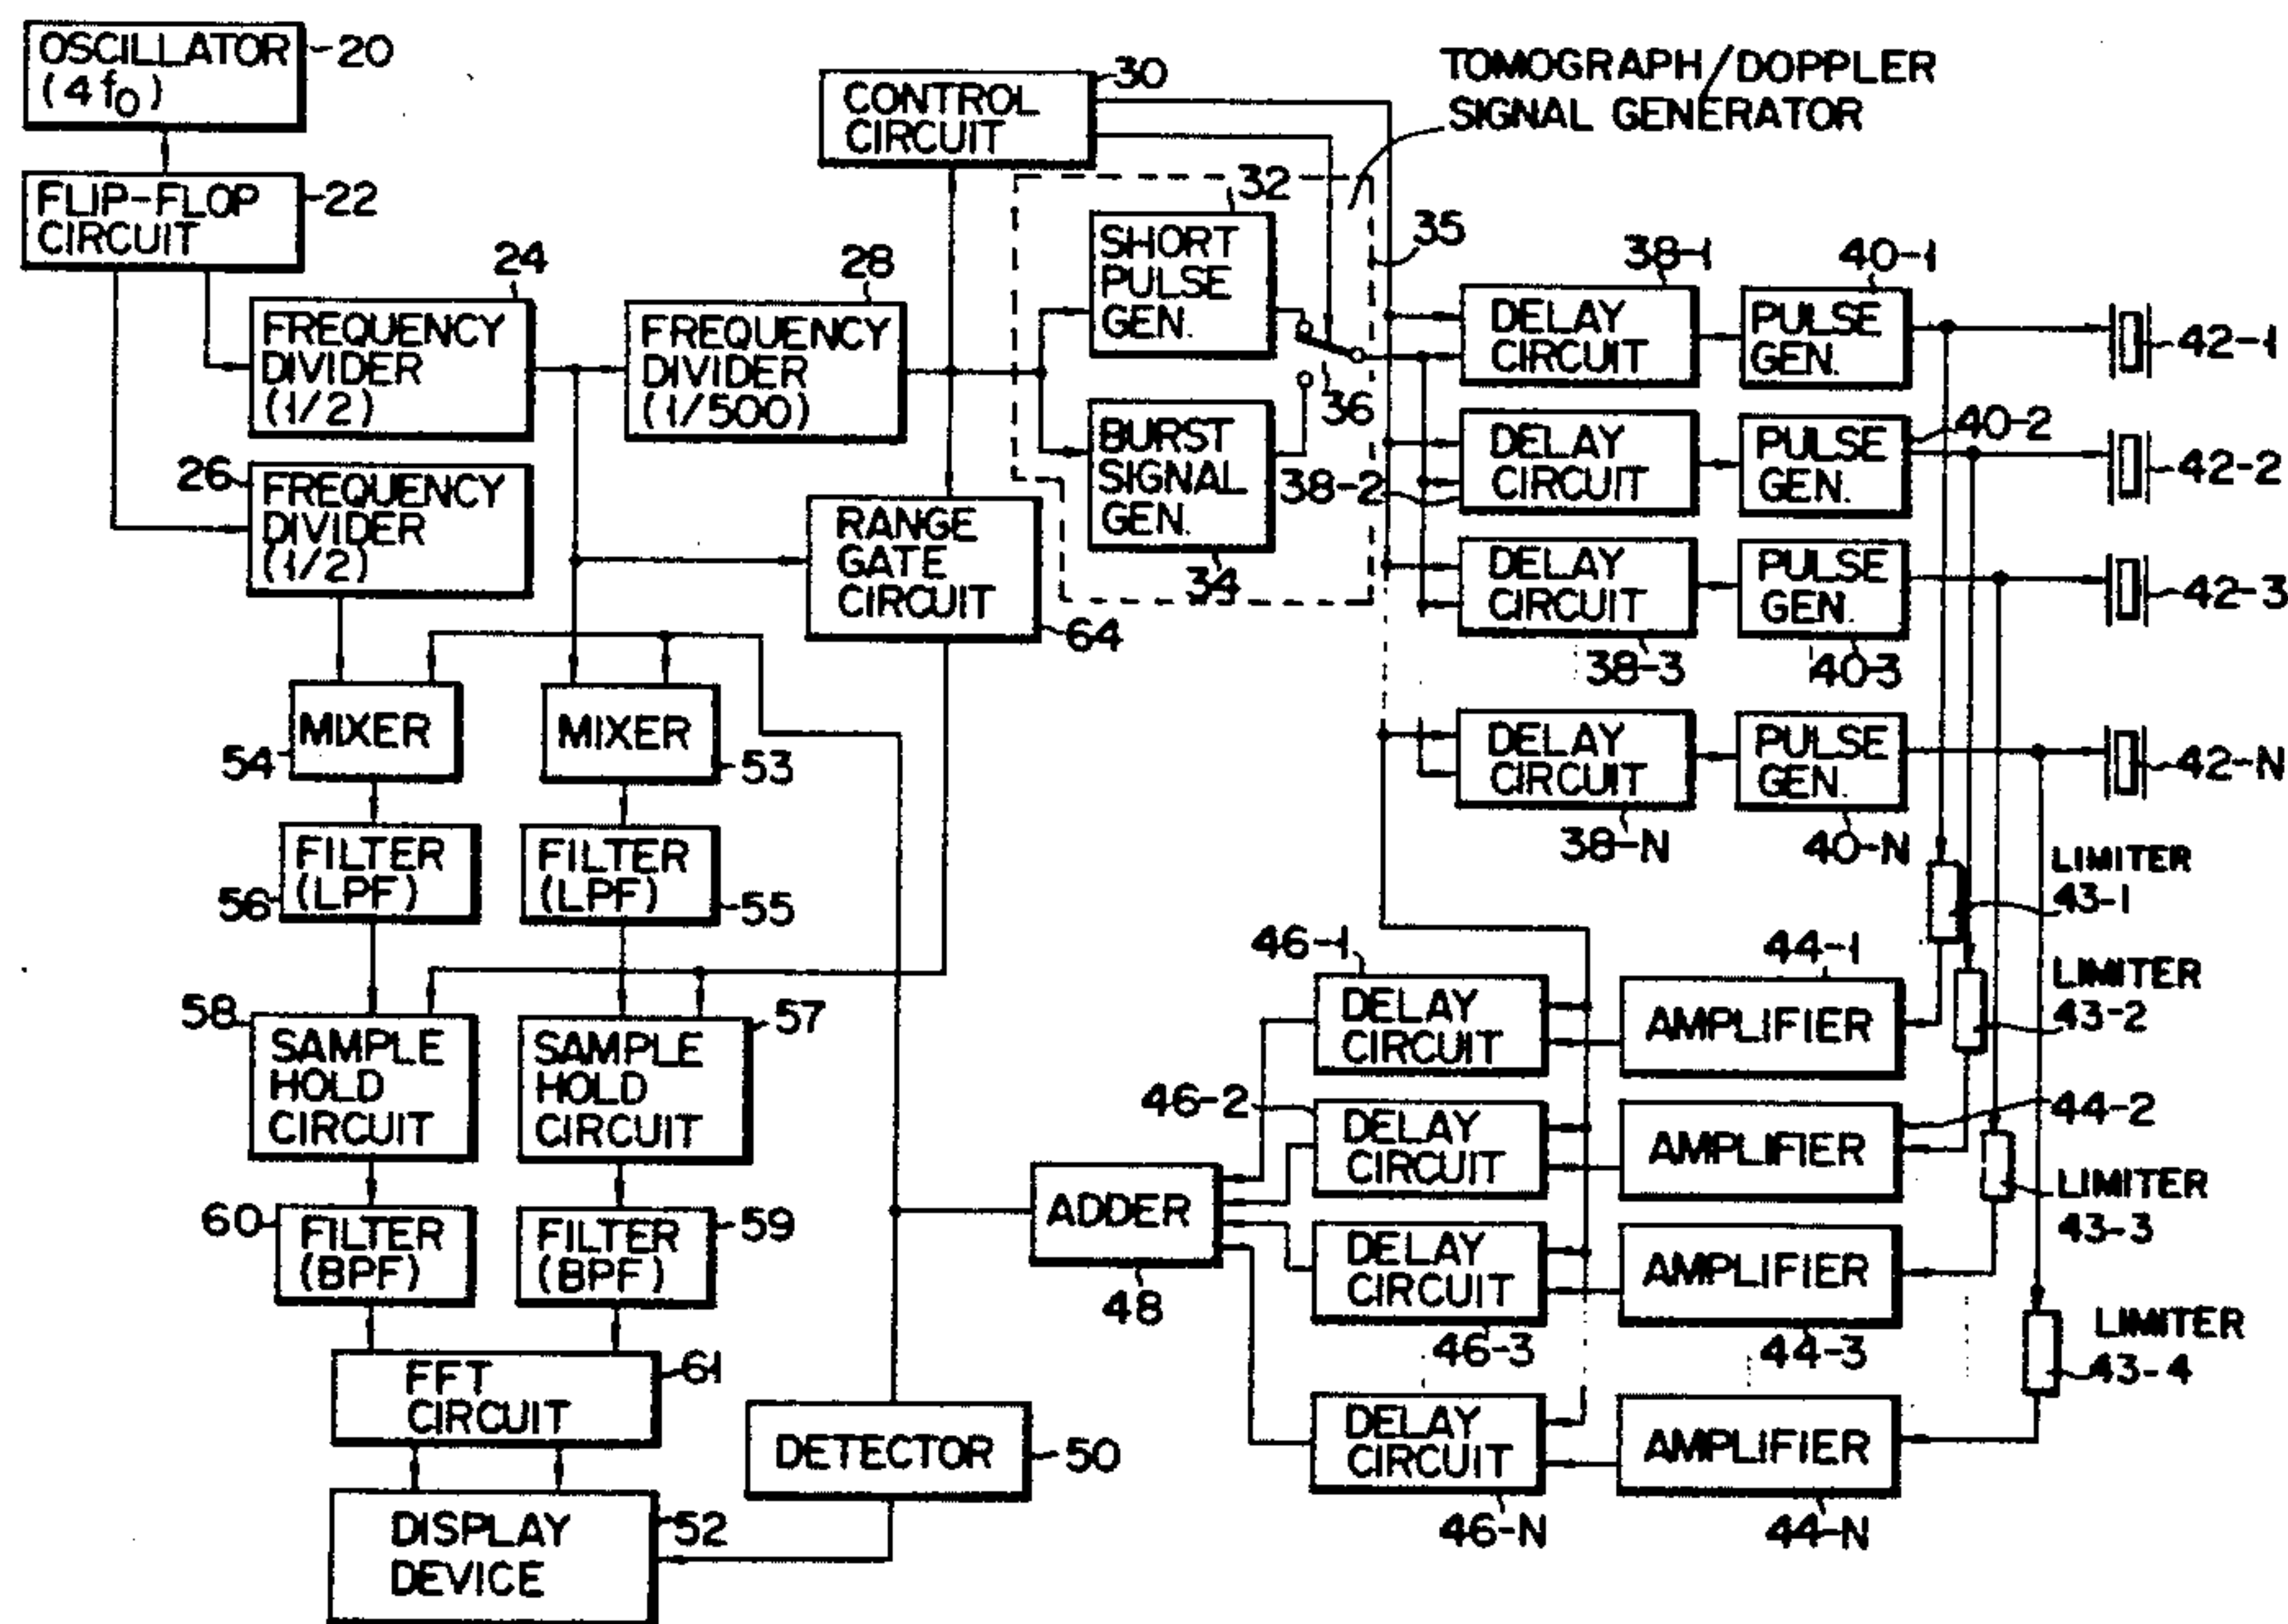 OSCILLATOR
(4f0)
20
FLIP-FLOP
CIRCUIT
22
FREQUENCY
DIVIDER
(1/2)
24
FREQUENCY
DIVIDER
(1/2)
26
FREQUENCY
DIVIDER
(1/500)
28
CONTROL
CIRCUIT
30
TOMOGRAPH/DOPPLER
SIGNAL GENERATOR
32
SHORT
PULSE
GEN.
35
36
BURST
SIGNAL
GEN.
34
RANGE
GATE
CIRCUIT
64
38-1
DELAY
CIRCUIT
40-1
PULSE
GEN.
42-1
38-2
DELAY
CIRCUIT
40-2
PULSE
GEN.
42-2
DELAY
CIRCUIT
38-3
PULSE
GEN.
40-3
42-3
DELAY
CIRCUIT
38-N
PULSE
GEN.
40-N
42-N
LIMITER
43-1
LIMITER
43-2
LIMITER
43-3
LIMITER
43-4
MIXER
54
MIXER
53
FILTER
(LPF)
56
FILTER
(LPF)
55
58
SAMPLE
HOLD
CIRCUIT
57
SAMPLE
HOLD
CIRCUIT
60
FILTER
(BPF)
59
FILTER
(BPF)
FFT
CIRCUIT
61
DISPLAY
DEVICE
52
DETECTOR
50
ADDER
48
46-1
DELAY
CIRCUIT
44-1
AMPLIFIER
46-2
DELAY
CIRCUIT
44-2
AMPLIFIER
DELAY
CIRCUIT
46-3
AMPLIFIER
44-3
DELAY
CIRCUIT
46-N
AMPLIFIER
44-N